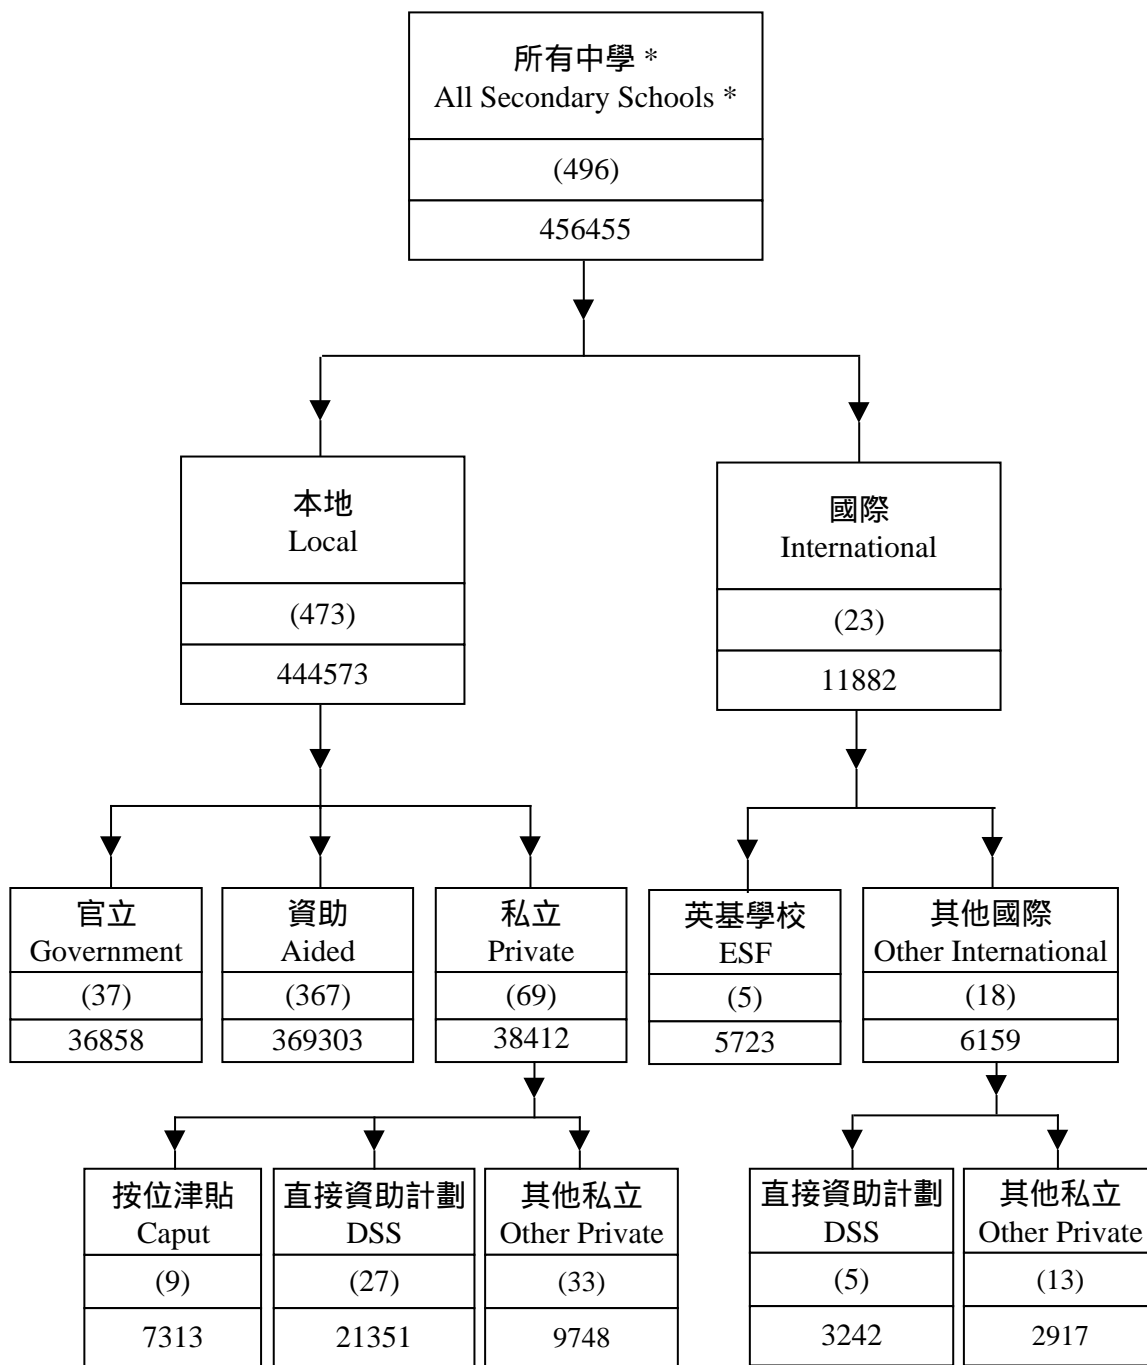 所有中學 *
All Secondary Schools *
(496)
456455
本地
Local
(473)
444573
國際
International
(23)
11882
官立
Government
(37)
36858
資助
Aided
(367)
369303
私立
Private
(69)
38412
英基學校
ESF
(5)
5723
其他國際
Other International
(18)
6159
按位津貼
Caput
(9)
7313
直接資助計劃
DSS
(27)
21351
其他私立
Other Private
(33)
9748
直接資助計劃
DSS
(5)
3242
其他私立
Other Private
(13)
2917